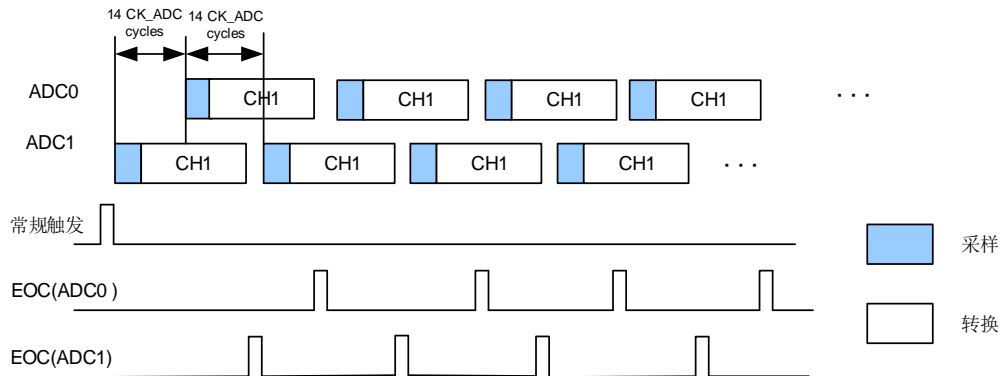 14 CK_ADC cycles
14 CK_ADC cycles
ADC0
CH1
CH1
CH1
CH1
. . .
ADC1
CH1
CH1
CH1
CH1
. . .
常规触发
采样
EOC(ADC0 )
转换
EOC(ADC1)